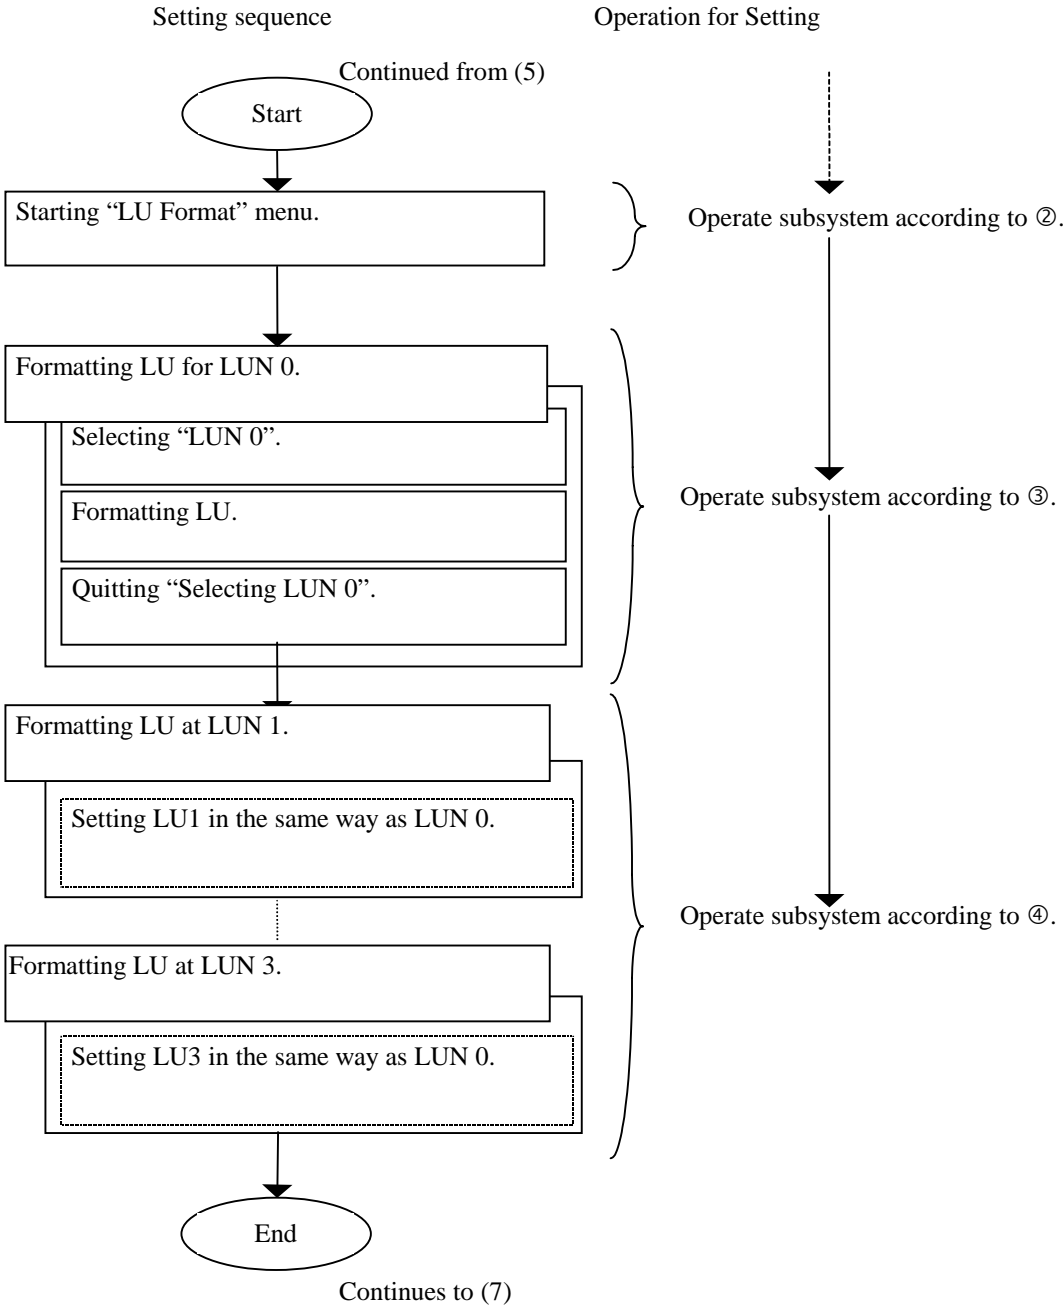 Setting sequence
Operation for Setting
Continued from (5)
Start
Starting “LU Format” menu.
Operate subsystem according to ②.
Formatting LU for LUN 0.
Selecting “LUN 0”.
Formatting LU.
Quitting “Selecting LUN 0”.
Operate subsystem according to ③.
Formatting LU at LUN 1.
Setting LU1 in the same way as LUN 0.
Operate subsystem according to ④.
Formatting LU at LUN 3.
Setting LU3 in the same way as LUN 0.
End
Continues to (7)